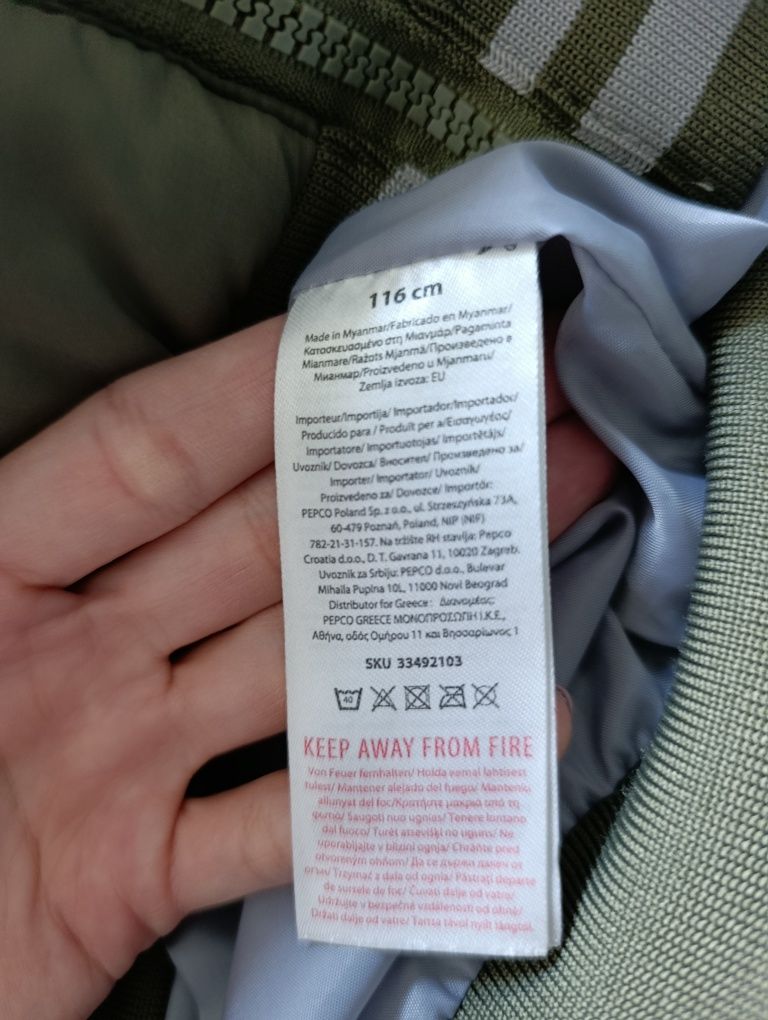 116 cm
Made in Myanmar/Fabricado en Myanmar/
Κατασκευασμένο στη Μιανμάρ/Pagaminta
Mianmare/Ražots Mjanmā/Произведено в
Мианмар/Proizvedeno u Mjanmaru/
Zemlja izvoza: EU
Importeur/Importija/ Importador/Importador/
Producido para / Produït per a/Εισαγωγέας/
Importatore/ Importuotojas/ Importētājs/
Uvoznik/ Dovozca/ Вносител/ Произведено за/
Importer/ Importator/ Uvoznik/
Proizvedeno za/ Dovozce/ Importőr:
PEPCO Poland Sp. z o.o., ul. Strzeszyńska 73A,
60-479 Poznań, Poland, NIP (NIF)
782-21-31-157. Na tržište RH stavlja: Pepco
Croatia d.o.o., D. T. Gavrana 11, 10020 Zagreb.
Uvoznik za Srbiju: PEPCO d.o.o., Bulevar
Mihaila Pupina 10L, 11000 Novi Beograd
Distributor for Greece: Διανομέας:
PEPCO GREECE ΜΟΝΟΠΡΟΣΩΠΗ Ι.Κ.Ε.,
Αθήνα, οδός Ομήρου 11 και Βησσαρίωνος 1
SKU 33492103
40
KEEP AWAY FROM FIRE
Von Feuer fernhalten/ Hoida eemal lahtisest
tulest/ Mantener alejado del fuego/ Mantenir
allunyat del foc/Κρατήστε μακριά από τη
φωτιά/ Saugoti nuo ugnies/ Tenere lontano
dal fuoco/ Turēt atsevišķi no uguns/ Ne
uporabljajte v bližini ognja/ Chráňte pred
otvoreným ohňom/ Да се държи далеч от
огън/ Trzymać z dala od ognia/ Păstrați departe
de sursele de foc/ Čuvati dalje od vatre/
Udržujte v bezpečné vzdálenosti od ohně/
Držati dalje od vatre/ Tartsa távol nyílt lángtól.